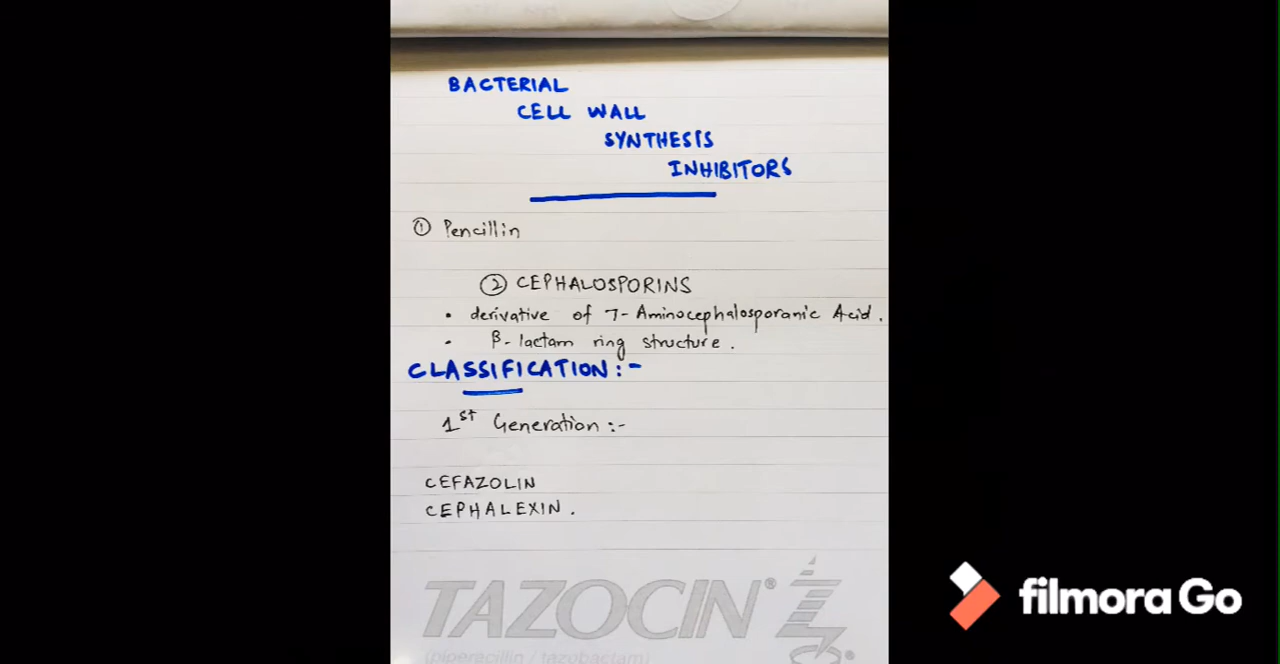 BACTERIAL
CELL WALL
SYNTHESIS
INHIBITORS
① Pencillin
② CEPHALOSPORINS
• derivative of 7-Aminocephalosporanic Acid.
• β-lactam ring structure.
CLASSIFICATION:-
1st Generation:-
CEFAZOLIN
CEPHALEXIN.
TAZOCIN®
(piperacillin / tazobactam)
filmora Go